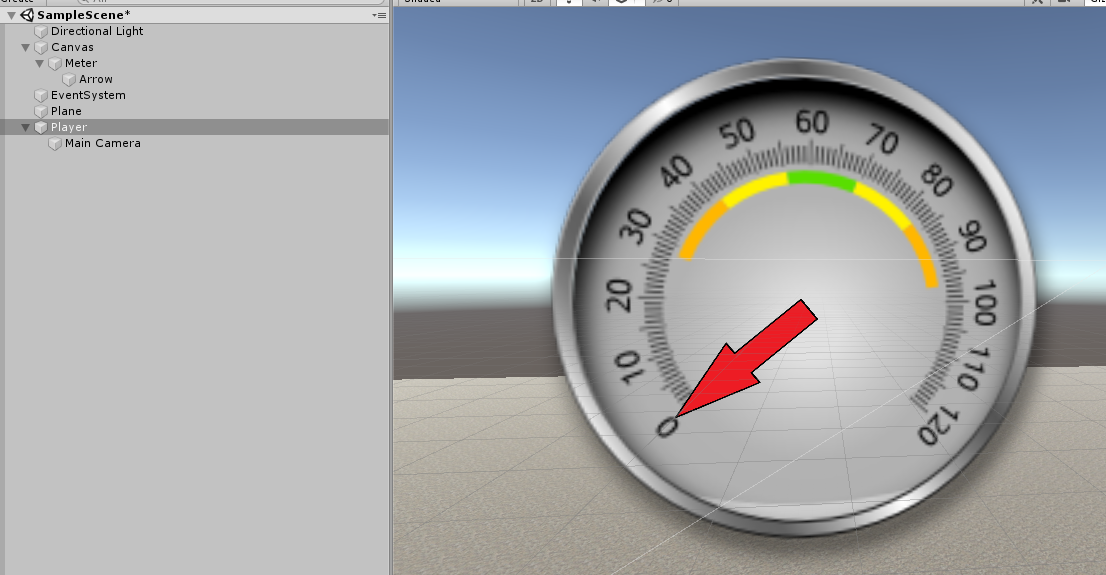 SampleScene*
Directional Light
Canvas
Meter
Arrow
EventSystem
Plane
Player
Main Camera
0
10
20
30
40
50
60
70
80
90
100
110
120